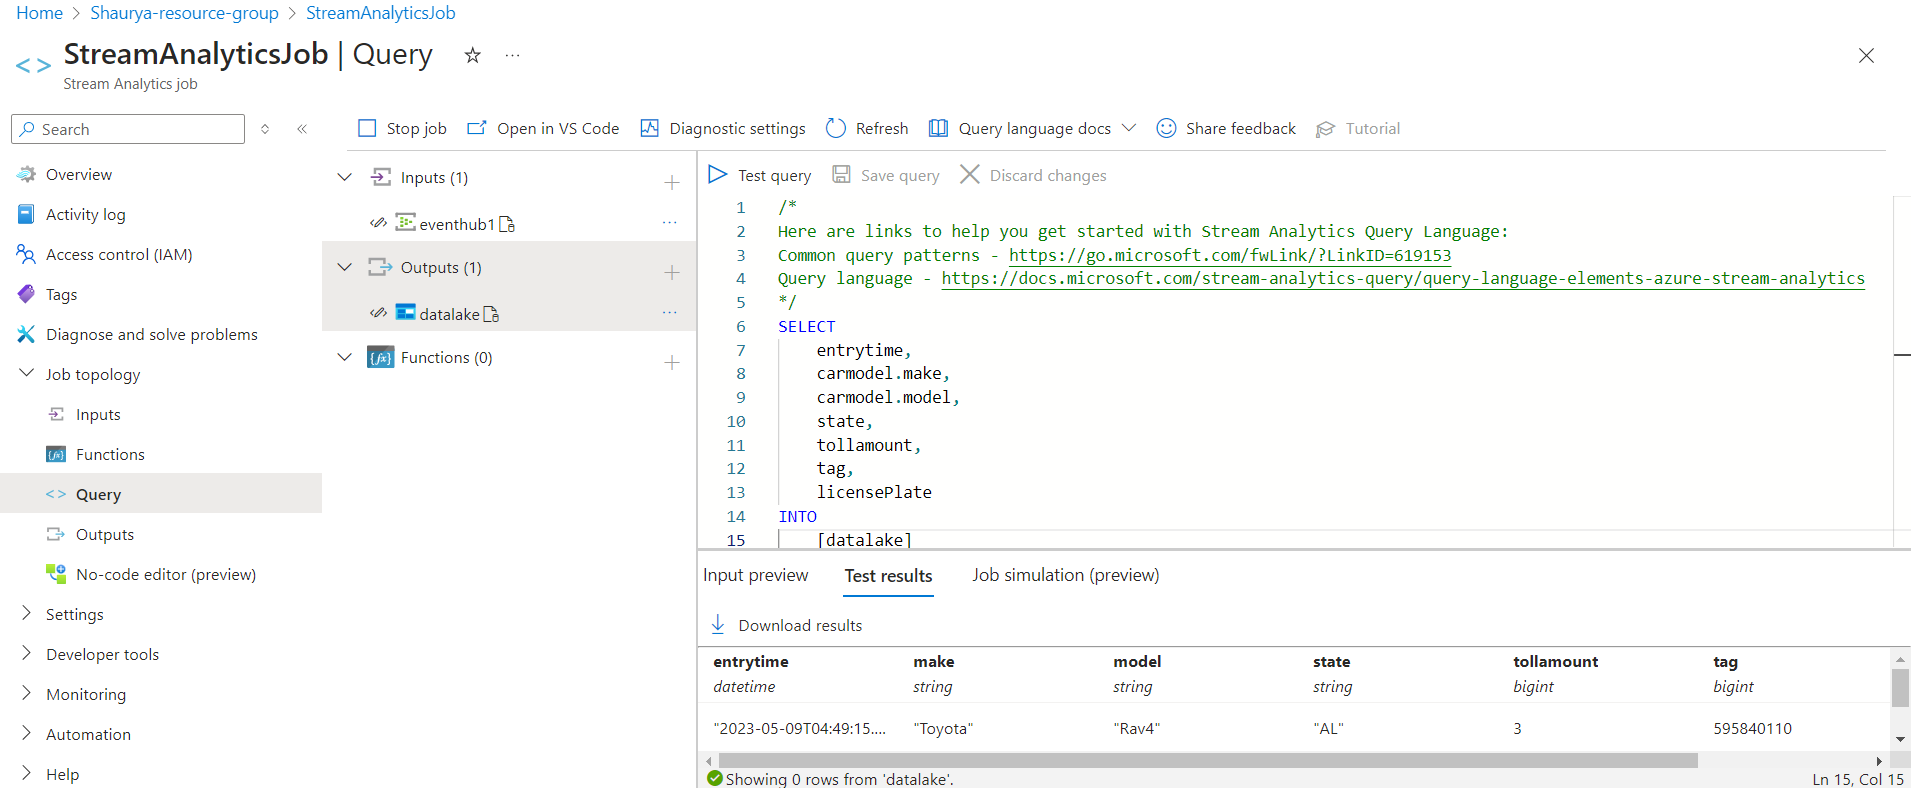 Home > Shaurya-resource-group > StreamAnalyticsJob
StreamAnalyticsJob | Query
Stream Analytics job
Search
Overview
Activity log
Access control (IAM)
Tags
Diagnose and solve problems
Job topology
Inputs
Functions
Query
Outputs
No-code editor (preview)
Settings
Developer tools
Monitoring
Automation
Help
Stop job Open in VS Code Diagnostic settings Refresh Query language docs Share feedback Tutorial
Inputs (1)
eventhub1
Outputs (1)
datalake
Functions (0)
Test query Save query Discard changes
1 /*
2 Here are links to help you get started with Stream Analytics Query Language:
3 Common query patterns - https://go.microsoft.com/fwLink/?LinkID=619153
4 Query language - https://docs.microsoft.com/stream-analytics-query/query-language-elements-azure-stream-analytics
5 */
6 SELECT
7 entrytime,
8 carmodel.make,
9 carmodel.model,
10 state,
11 tollamount,
12 tag,
13 licensePlate
14 INTO
15 [datalake]
Input preview Test results Job simulation (preview)
Download results
entrytime make model state tollamount tag
datetime string string string bigint bigint
"2023-05-09T04:49:15.... "Toyota" "Rav4" "AL" 3 595840110
Showing 0 rows from 'datalake'.
Ln 15, Col 15